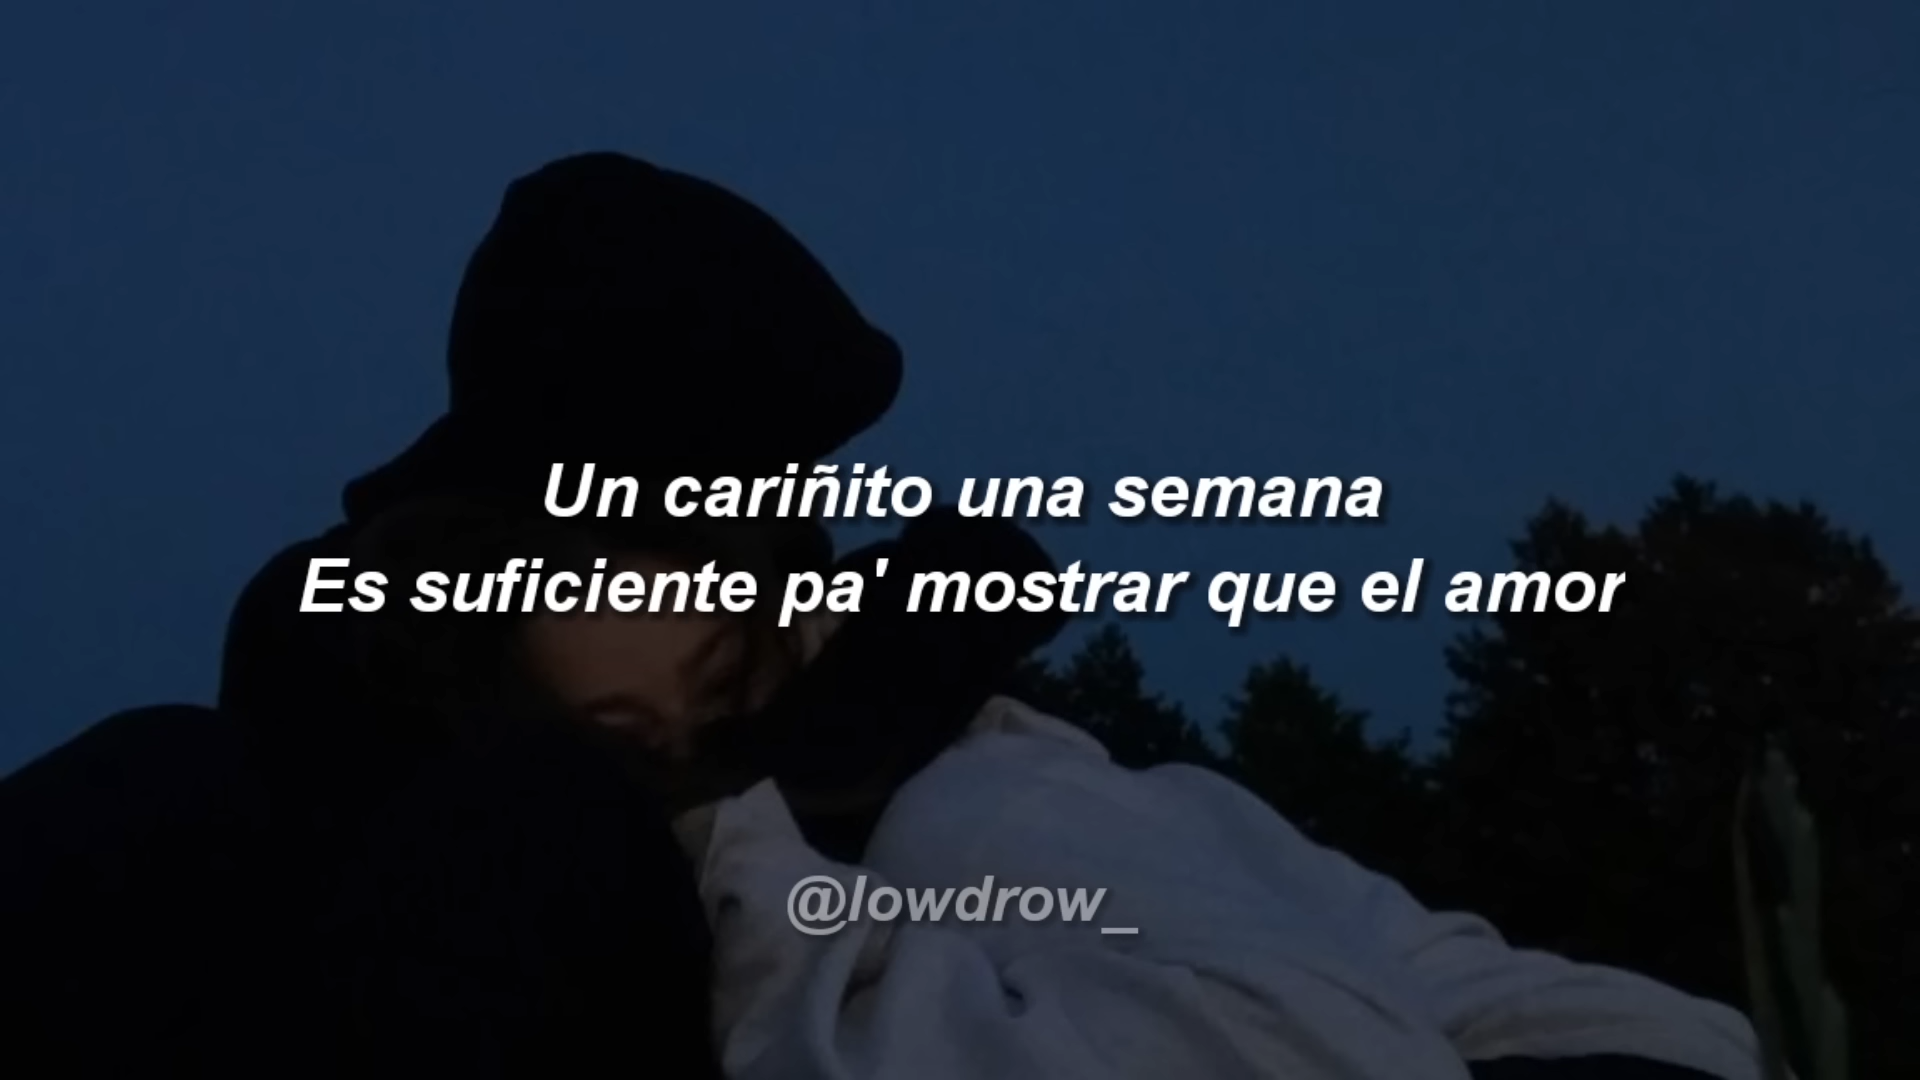 Un cariñito una semana
Es suficiente pa' mostrar que el amor
@lowdrow_